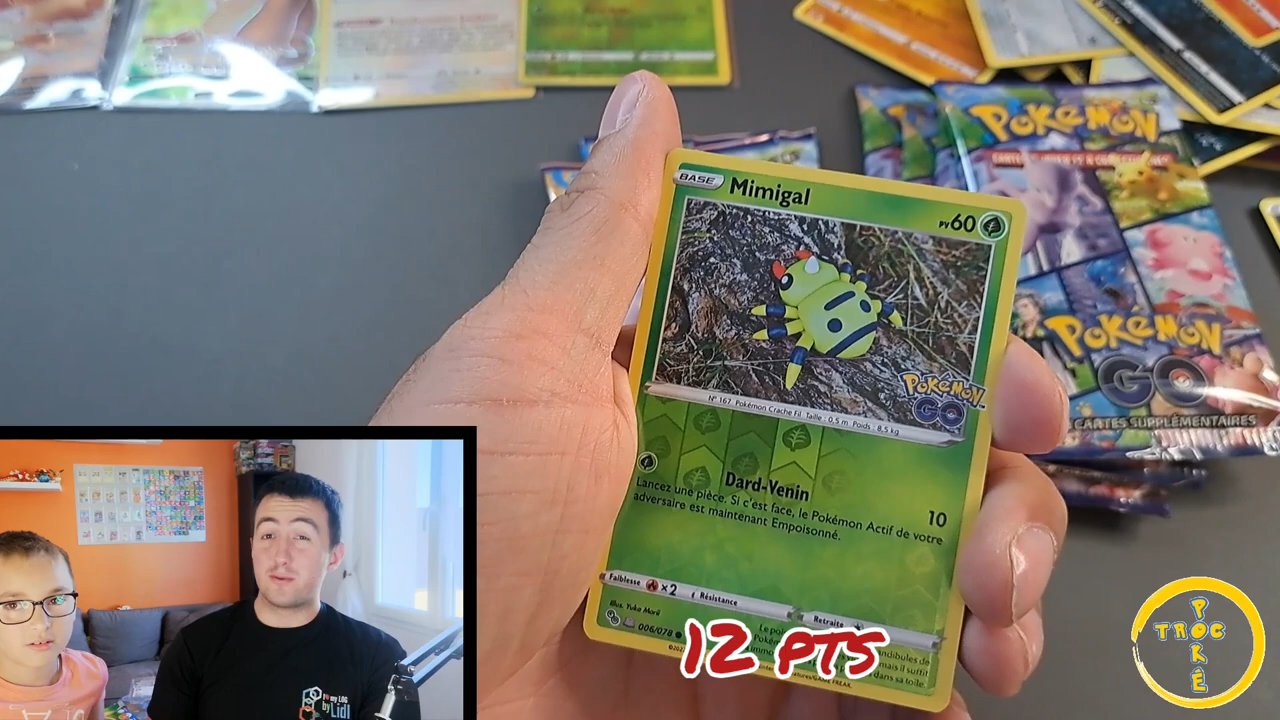 POKÉMON
BASE
Mimigal
PV60
POKÉMON
GO
N° 167 Pokémon Crache Fil Taille : 0,5 m Poids : 8,5 kg
Dard-Venin
10
Lancez une pièce. Si c'est face, le Pokémon Actif de votre
adversaire est maintenant Empoisonné.
Faiblesse ×2
Résistance
Retraite
Illus. Yuka Morii
006/078
POKÉMON
GO
CARTES SUPPLÉMENTAIRES
12 PTS
by Lidl
TROC
POKÉ